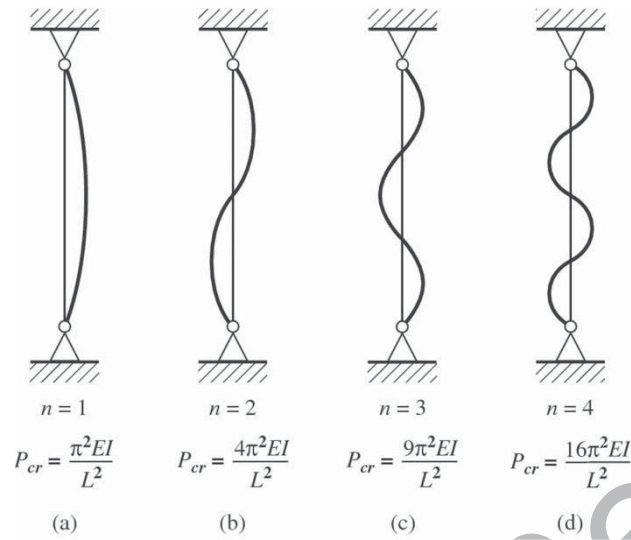 n = 1 n = 2 n = 3 n = 4
P_cr = π²EI/L² P_cr = 4π²EI/L² P_cr = 9π²EI/L² P_cr = 16π²EI/L²
(a) (b) (c) (d)